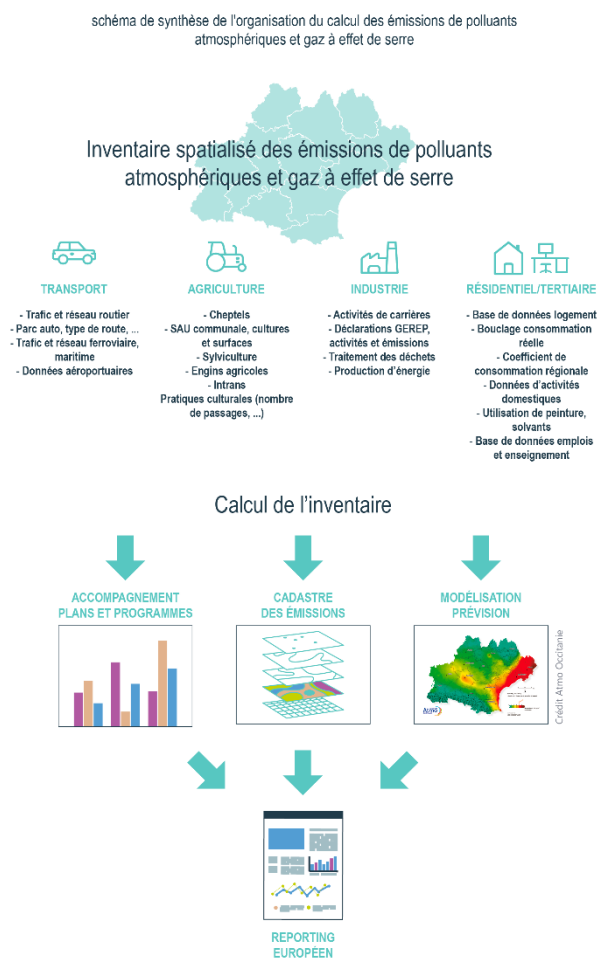 schéma de synthèse de l'organisation du calcul des émissions de polluants
atmosphériques et gaz à effet de serre
Inventaire spatialisé des émissions de polluants
atmosphériques et gaz à effet de serre
TRANSPORT
- Trafic et réseau routier
- Parc auto, type de route, ...
- Trafic et réseau ferroviaire,
maritime
- Données aéroportuaires
AGRICULTURE
- Cheptels
- SAU communale, cultures
et surfaces
- Sylviculture
- Engins agricoles
- Intrans
Pratiques culturales (nombre
de passages, ...)
INDUSTRIE
- Activités de carrières
- Déclarations GEREP,
activités et émissions
- Traitement des déchets
- Production d'énergie
RÉSIDENTIEL/TERTIAIRE
- Base de données logement
- Bouclage consommation
réelle
- Coefficient de
consommation régionale
- Données d'activités
domestiques
- Utilisation de peinture,
solvants
- Base de données emplois
et enseignement
Calcul de l'inventaire
ACCOMPAGNEMENT
PLANS ET PROGRAMMES
CADASTRE
DES ÉMISSIONS
MODÉLISATION
PRÉVISION
Crédit Atmo Occitanie
Atmo
REPORTING
EUROPÉEN